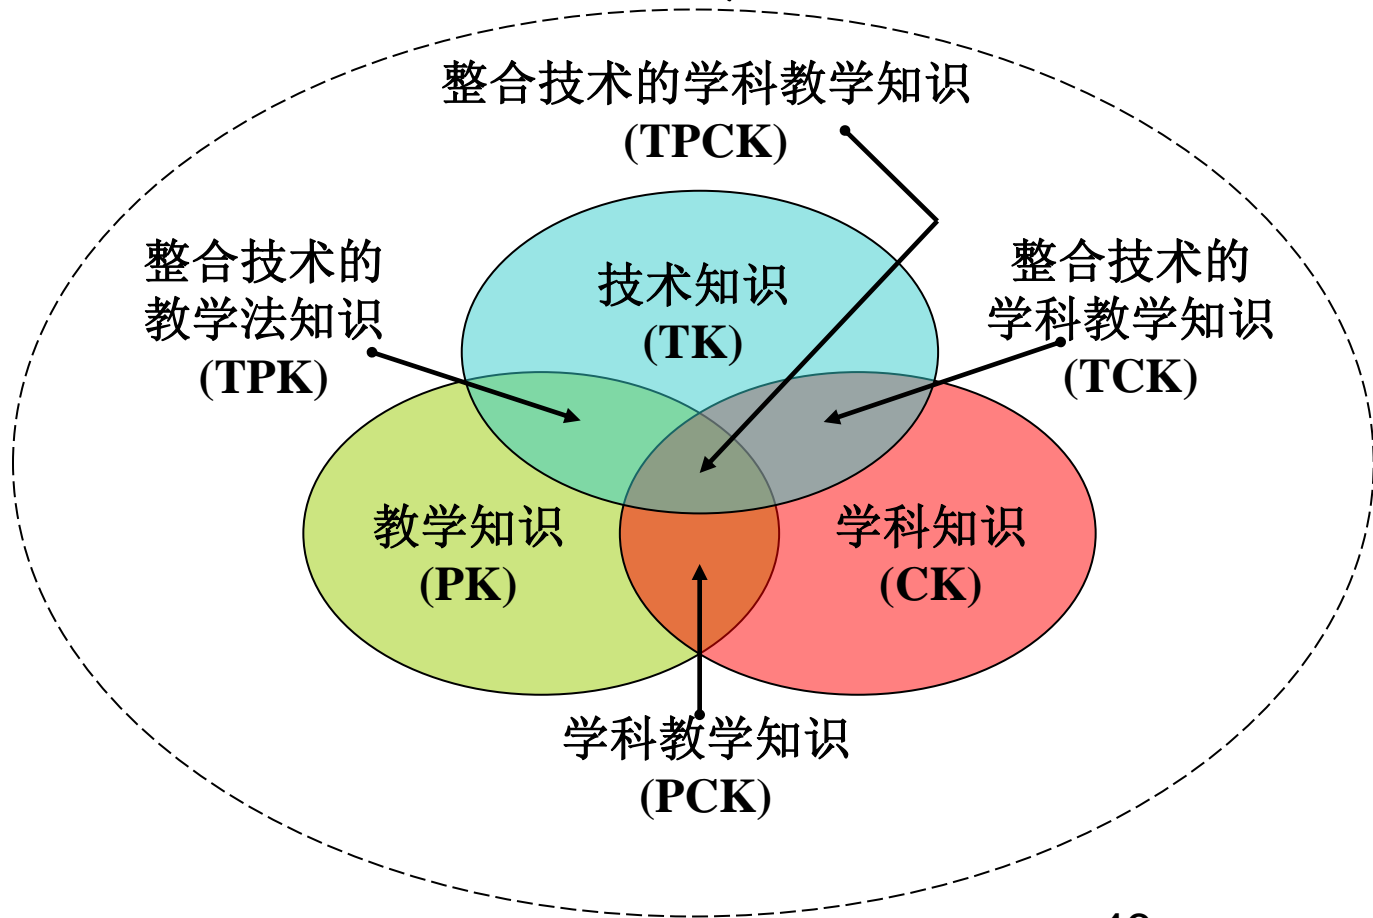 整合技术的学科教学知识
(TPCK)
整合技术的
教学法知识
(TPK)
技术知识
(TK)
整合技术的
学科教学知识
(TCK)
教学知识
(PK)
学科知识
(CK)
学科教学知识
(PCK)